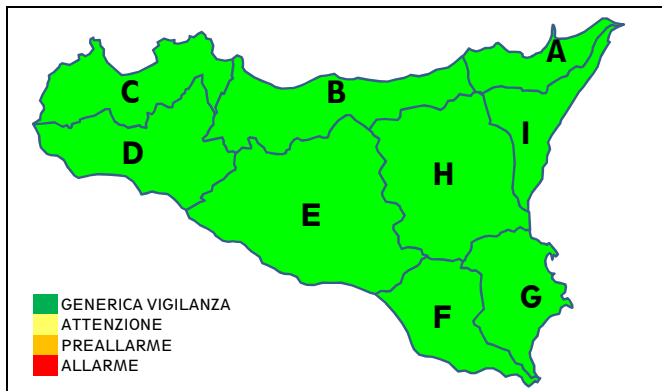 A
B
C
I
D
H
E
G
F
GENERICA VIGILANZA
ATTENZIONE
PREALLARME
ALLARME